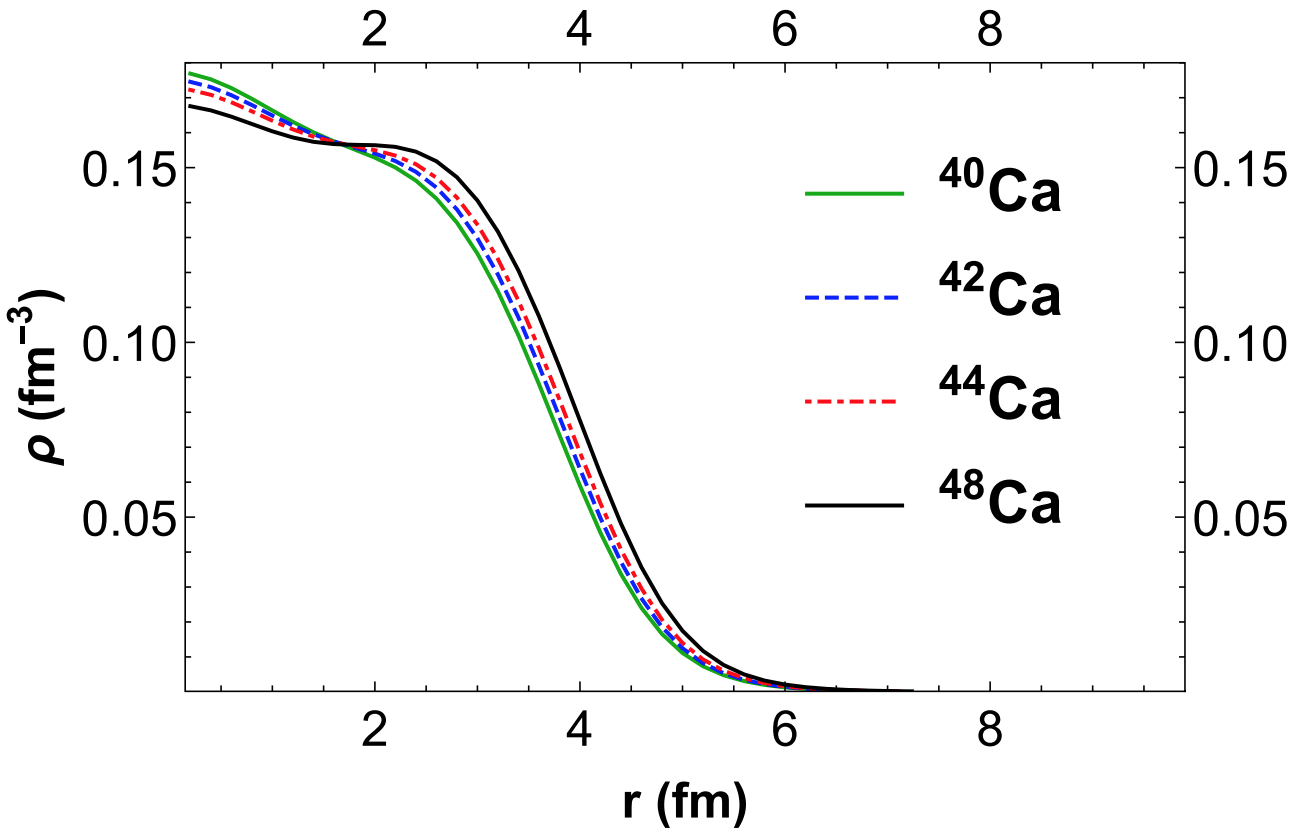 2 4 6 8
0.15 0.15
0.10 0.10
0.05 0.05
ρ (fm⁻³)
⁴⁰Ca
⁴²Ca
⁴⁴Ca
⁴⁸Ca
2 4 6 8
r (fm)